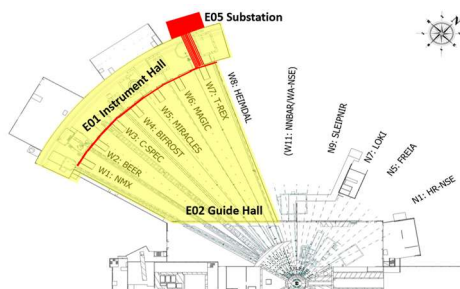 E05 Substation
E01 Instrument Hall
W1: NMX
W2: BEER
W3: C-SPEC
W4: BIFROST
W5: MIRACLES
W6: MAGIC
W7: T-REX
W8: HEIMDAL
(W11: NNBAR/WA-NSE)
N9: SLEIPNIR
N7: LOKI
N5: FREIA
N1: HR-NSE
E02 Guide Hall